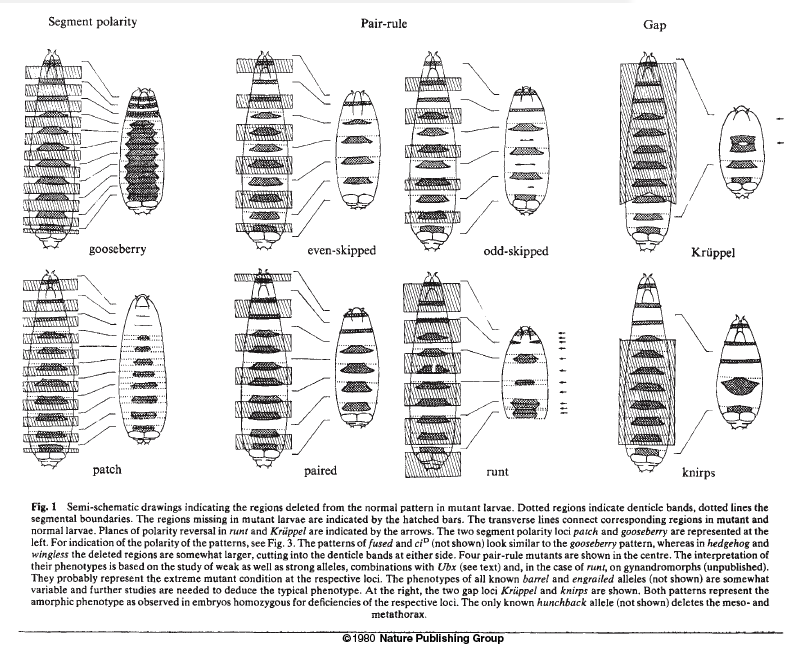 Segment polarity
Pair-rule
Gap
gooseberry
even-skipped
odd-skipped
Krüppel
patch
paired
runt
knirps
Fig. 1 Semi-schematic drawings indicating the regions deleted from the normal pattern in mutant larvae. Dotted regions indicate denticle bands, dotted lines the
segmental boundaries. The regions missing in mutant larvae are indicated by the hatched bars. The transverse lines connect corresponding regions in mutant and
normal larvae. Planes of polarity reversal in runt and Krüppel are indicated by the arrows. The two segment polarity loci patch and gooseberry are represented at the
left. For indication of the polarity of the patterns, see Fig. 3. The patterns of fused and ciᴰ (not shown) look similar to the gooseberry pattern, whereas in hedgehog and
wingless the deleted regions are somewhat larger, cutting into the denticle bands at either side. Four pair-rule mutants are shown in the centre. The interpretation of
their phenotypes is based on the study of weak as well as strong alleles, combinations with Ubx (see text) and, in the case of runt, on gynandromorphs (unpublished).
They probably represent the extreme mutant condition at the respective loci. The phenotypes of all known barrel and engrailed alleles (not shown) are somewhat
variable and further studies are needed to deduce the typical phenotype. At the right, the two gap loci Krüppel and knirps are shown. Both patterns represent the
amorphic phenotype as observed in embryos homozygous for deficiencies of the respective loci. The only known hunchback allele (not shown) deletes the meso- and
metathorax.
©1980 Nature Publishing Group